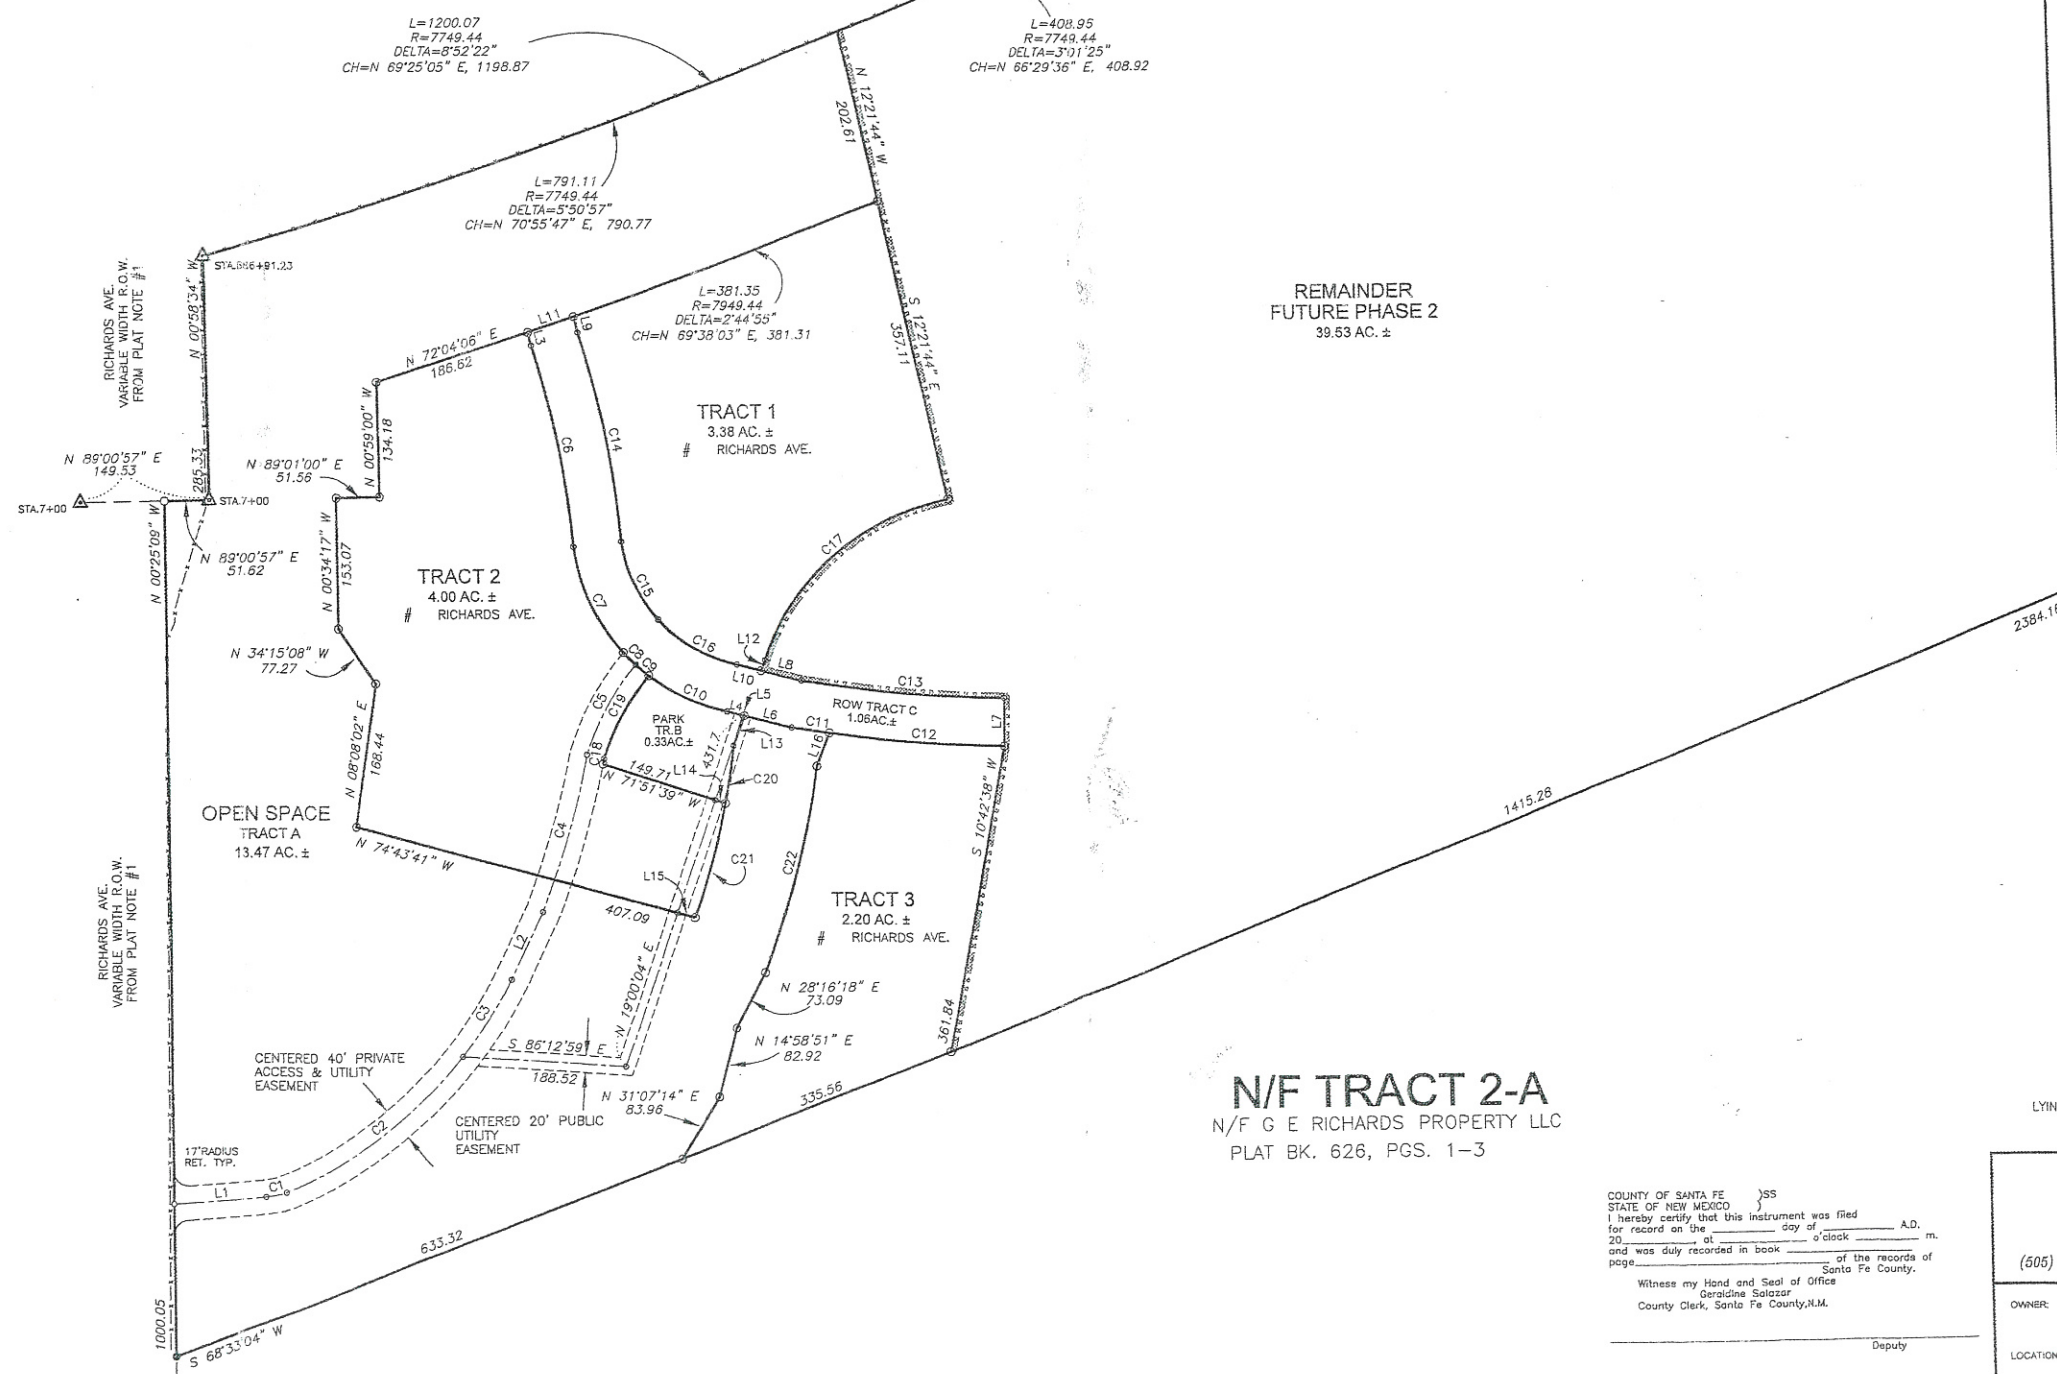 L=1200.07
R=7749.44
DELTA=8°52'22"
CH=N 69°25'05" E, 1198.87
L=408.95
R=7749.44
DELTA=3°01'25"
CH=N 66°29'36" E, 408.92
N 12°21'44" W
202.61
L=791.11
R=7749.44
DELTA=5°50'57"
CH=N 70°55'47" E, 790.77
STA.686+91.23
RICHARDS AVE.
VARIABLE WIDTH R.O.W.
FROM PLAT NOTE #1
N 00°58'34" W
285.33
L=381.35
R=7949.44
DELTA=2°44'55"
CH=N 69°38'03" E, 381.31
S 12°21'44" E
357.11
REMAINDER
FUTURE PHASE 2
39.53 AC. ±
L11
L9
L3
N 72°04'06" E
186.62
N 00°59'00" W
134.18
TRACT 1
3.38 AC. ±
# RICHARDS AVE.
C6
C14
N 89°00'57" E
149.53
N 89°01'00" E
51.56
STA.7+00
STA.7+00
N 00°25'09" W
N 89°00'57" E
51.62
N 00°34'17" W
153.07
C17
TRACT 2
4.00 AC. ±
# RICHARDS AVE.
C7
C15
2384.16
N 34°15'08" W
77.27
C16
L12
L8
C8
C9
L10
C13
C5
C19
C10
L4
L5
L6
C11
ROW TRACT C
1.06AC.±
L7
C12
PARK
TR.B
0.33AC.±
431.7
L13
L16
N 08°08'02" E
168.44
C18
149.71
N 71°51'39" W
L14
C20
1415.28
OPEN SPACE
TRACT A
13.47 AC. ±
C4
N 74°43'41" W
407.09
L15
C21
C22
S 10°42'38" W
361.84
TRACT 3
2.20 AC. ±
# RICHARDS AVE.
RICHARDS AVE.
VARIABLE WIDTH R.O.W.
FROM PLAT NOTE #1
L2
N 19°00'04" E
N 28°16'18" E
73.09
C3
S 86°12'59" E
188.52
N 14°58'51" E
82.92
CENTERED 40' PRIVATE
ACCESS & UTILITY
EASEMENT
N 31°07'14" E
83.96
335.56
C2
CENTERED 20' PUBLIC
UTILITY
EASEMENT
N/F TRACT 2-A
N/F G E RICHARDS PROPERTY LLC
PLAT BK. 626, PGS. 1-3
LYIN
17'RADIUS
RET. TYP.
L1
C1
633.32
1000.05
S 68°33'04" W
COUNTY OF SANTA FE }SS
STATE OF NEW MEXICO
I hereby certify that this instrument was filed
for record on the ________ day of ________ A.D.
20________, at ________ o'clock ________ m.
and was duly recorded in book ________
page________ of the records of
Santa Fe County.
Witness my Hand and Seal of Office
Geraldine Salazar
County Clerk, Santa Fe County,N.M.
Deputy
(505)
OWNER:
LOCATION